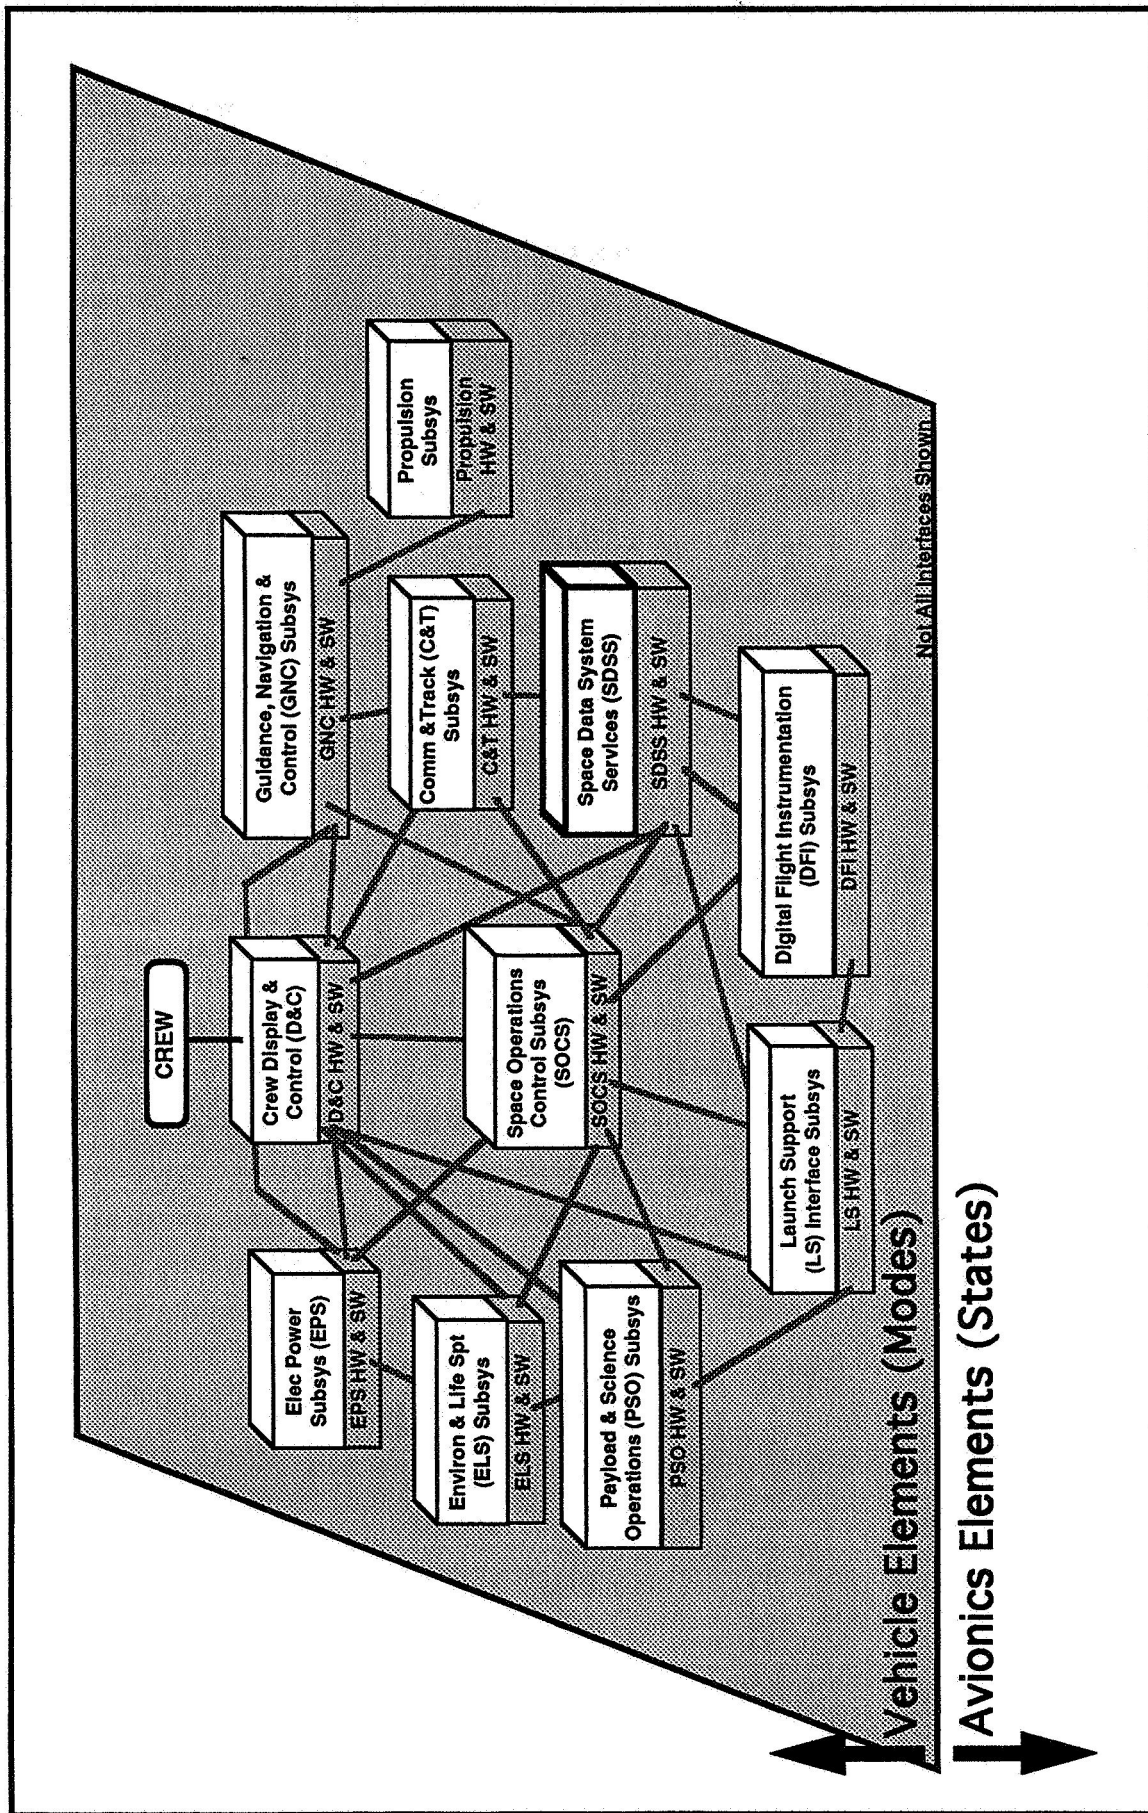 CREW
Crew Display &
Control (D&C)
D&C HW & SW
Guidance, Navigation &
Control (GNC) Subsys
GNC HW & SW
Elec Power
Subsys (EPS)
EPS HW & SW
Propulsion
Subsys
Propulsion
HW & SW
Comm &Track (C&T)
Subsys
C&T HW & SW
Environ & Life Spt
(ELS) Subsys
ELS HW & SW
Space Operations
Control Subsys
(SOCS)
SOCS HW & SW
Space Data System
Services (SDSS)
SDSS HW & SW
Payload & Science
Operations (PSO) Subsys
PSO HW & SW
Launch Support
(LS) Interface Subsys
LS HW & SW
Digital Flight Instrumentation
(DFI) Subsys
DFI HW & SW
Not All Interfaces Shown
Vehicle Elements (Modes)
Avionics Elements (States)